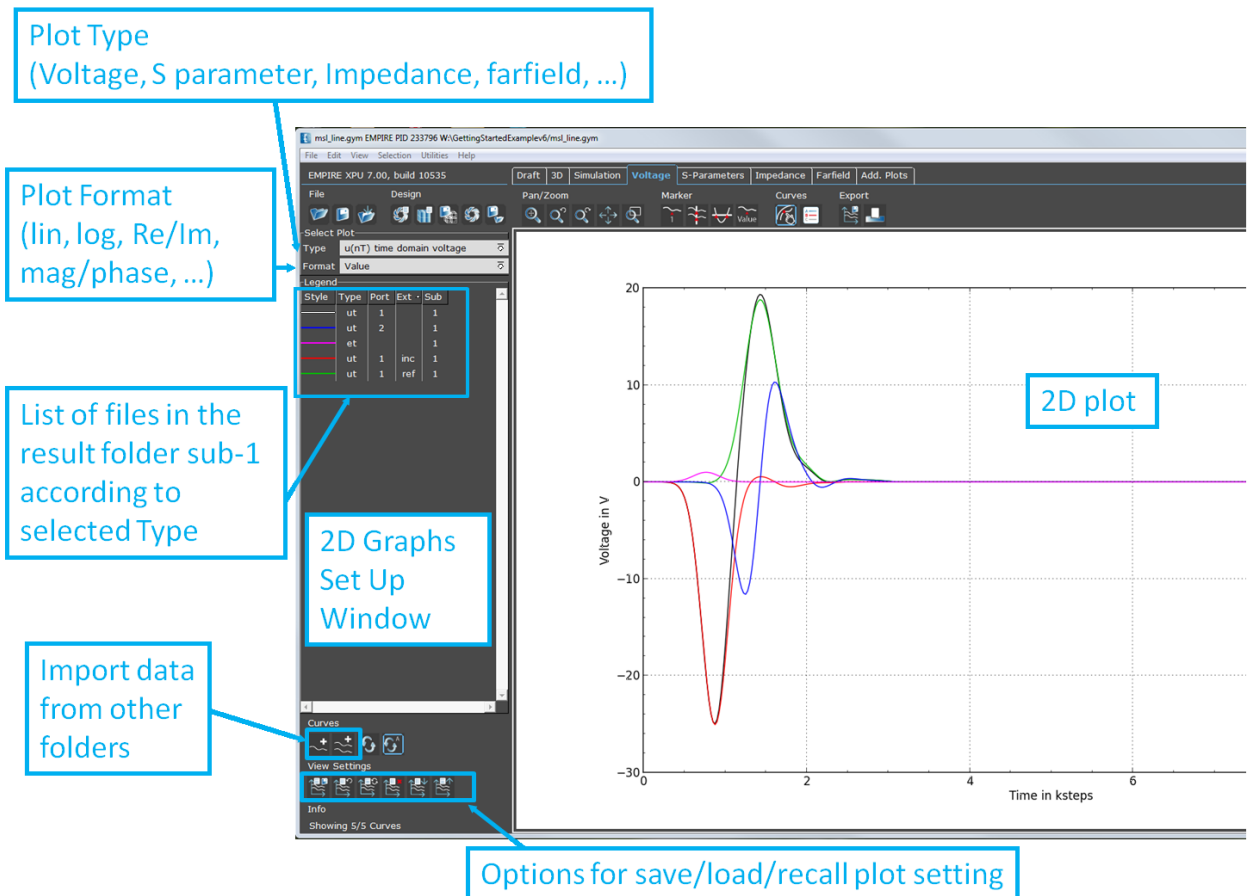 Plot Type
(Voltage, S parameter, Impedance, farfield, ...)
msl_line.gym EMPIRE PID 233796 W:\GettingStartedExamplev6/msl_line.gym
File Edit View Selection Utilities Help
EMPIRE XPU 7.00, build 10535
Draft 3D Simulation Voltage S-Parameters Impedance Farfield Add. Plots
File Design Pan/Zoom Marker Curves Export
1 Value
Plot Format
(lin, log, Re/Im,
mag/phase, ...)
Select Plot
Type u(nT) time domain voltage
Format Value
Legend
Style Type Port Ext Sub
ut 1 1
ut 2 1
et 1
ut 1 inc 1
ut 1 ref 1
List of files in the
result folder sub-1
according to
selected Type
2D Graphs
Set Up
Window
Import data
from other
folders
Curves
A
View Settings
Info
Showing 5/5 Curves
2D plot
20
10
0
−10
−20
−30
Voltage in V
0 2 4 6
Time in ksteps
Options for save/load/recall plot setting